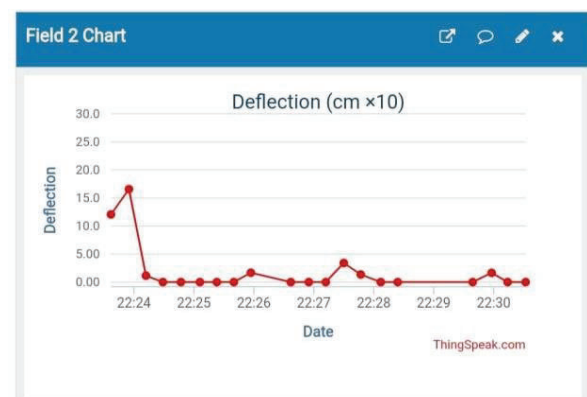 Field 2 Chart
Deflection (cm ×10)
30.0
25.0
20.0
15.0
10.0
5.00
0.00
Deflection
22:24 22:25 22:26 22:27 22:28 22:29 22:30
Date
ThingSpeak.com